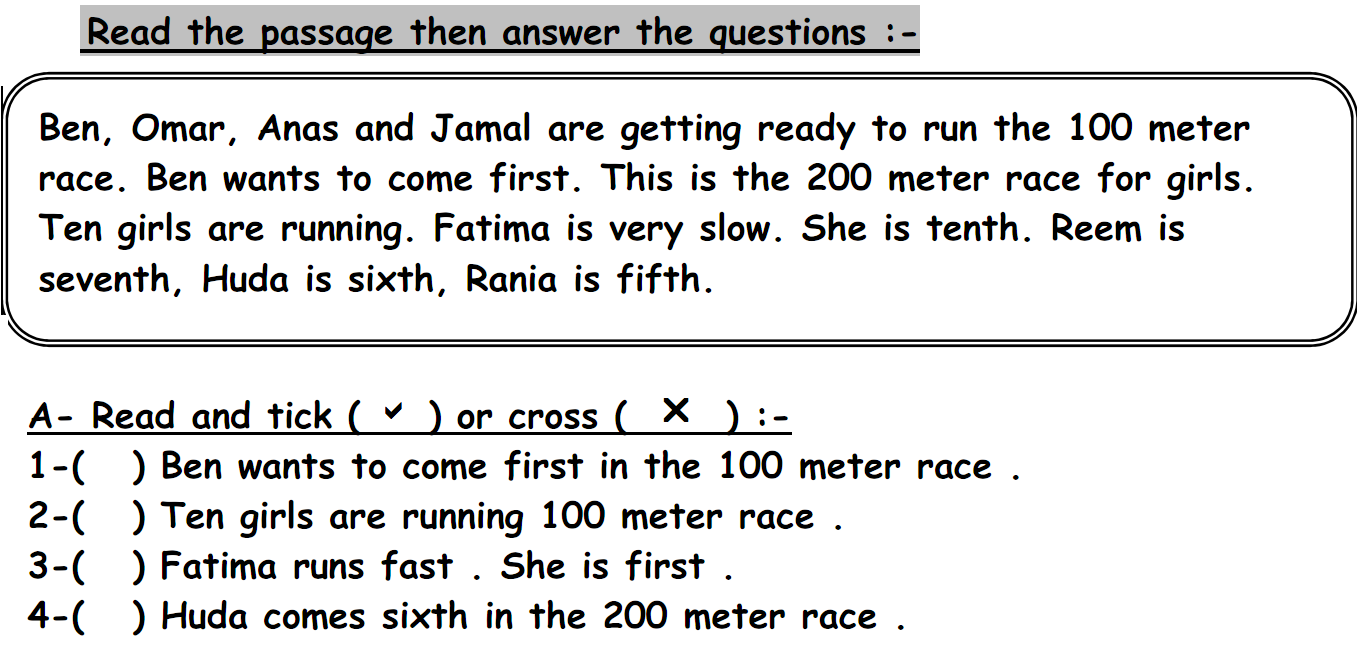 Read the passage then answer the questions :-
Ben, Omar, Anas and Jamal are getting ready to run the 100 meter
race. Ben wants to come first. This is the 200 meter race for girls.
Ten girls are running. Fatima is very slow. She is tenth. Reem is
seventh, Huda is sixth, Rania is fifth.
A- Read and tick ( ✓ ) or cross ( ✗ ) :-
1-( ) Ben wants to come first in the 100 meter race .
2-( ) Ten girls are running 100 meter race .
3-( ) Fatima runs fast . She is first .
4-( ) Huda comes sixth in the 200 meter race .